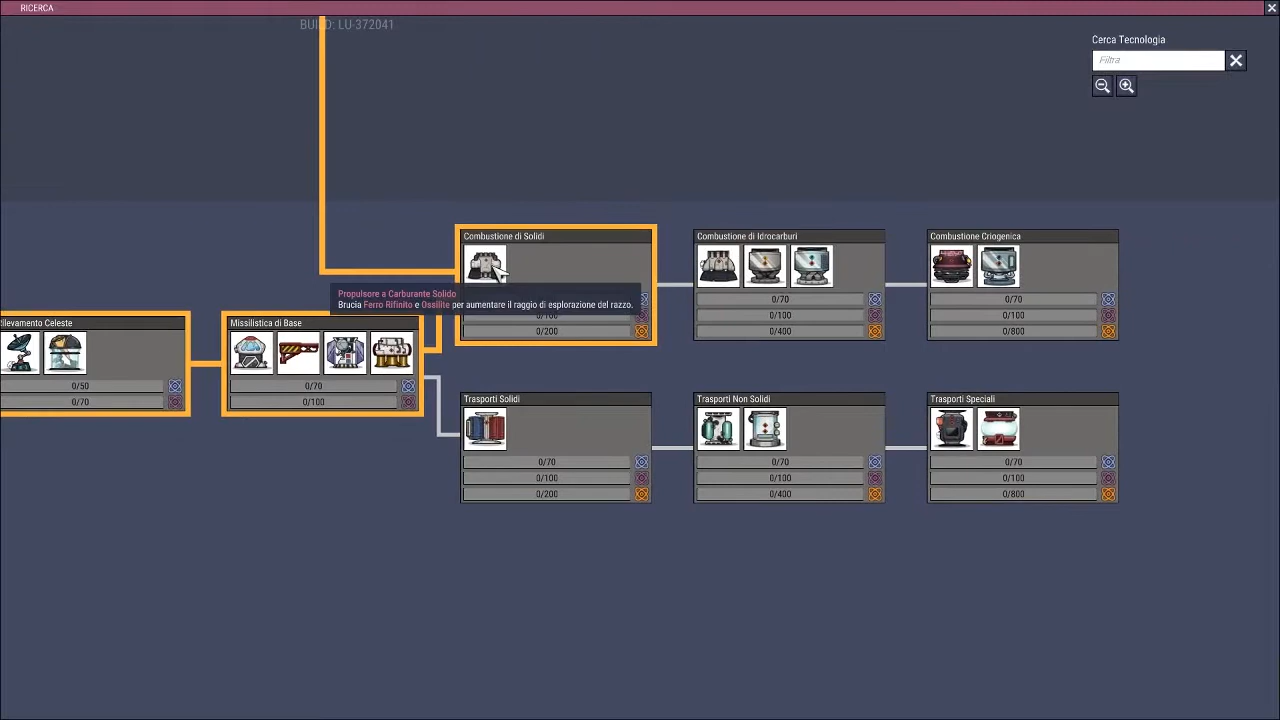 RICERCA
BUILD: LU-372041
Cerca Tecnologia
Filtra
Combustione di Solidi
0/100
0/200
Propulsore a Carburante Solido
Brucia Ferro Rifinito e Ossilite per aumentare il raggio di esplorazione del razzo.
Combustione di Idrocarburi
0/70
0/100
0/400
Combustione Criogenica
0/70
0/100
0/800
illevamento Celeste
0/50
0/70
Missilistica di Base
0/70
0/100
Trasporti Solidi
0/70
0/100
0/200
Trasporti Non Solidi
0/70
0/100
0/400
Trasporti Speciali
0/70
0/100
0/800